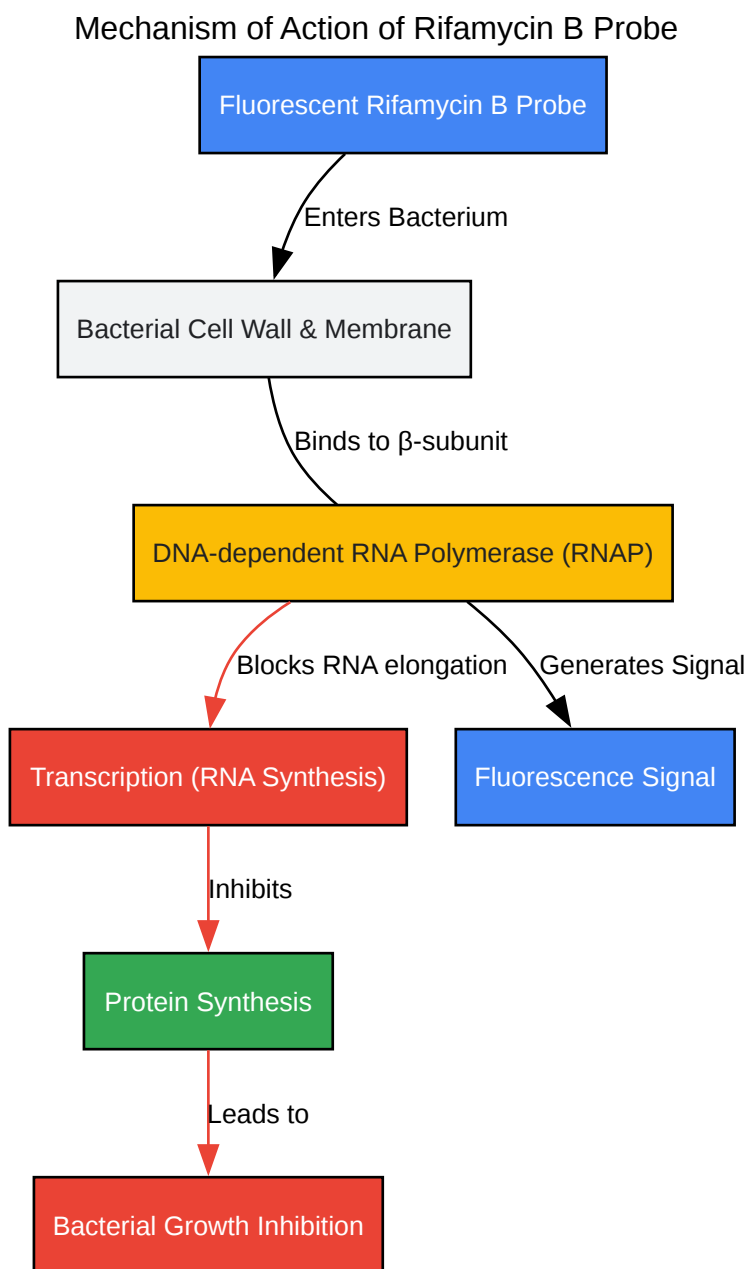 Mechanism of Action of Rifamycin B Probe
Fluorescent Rifamycin B Probe
Enters Bacterium
Bacterial Cell Wall & Membrane
Binds to β-subunit
DNA-dependent RNA Polymerase (RNAP)
Blocks RNA elongation
Generates Signal
Transcription (RNA Synthesis)
Fluorescence Signal
Inhibits
Protein Synthesis
Leads to
Bacterial Growth Inhibition